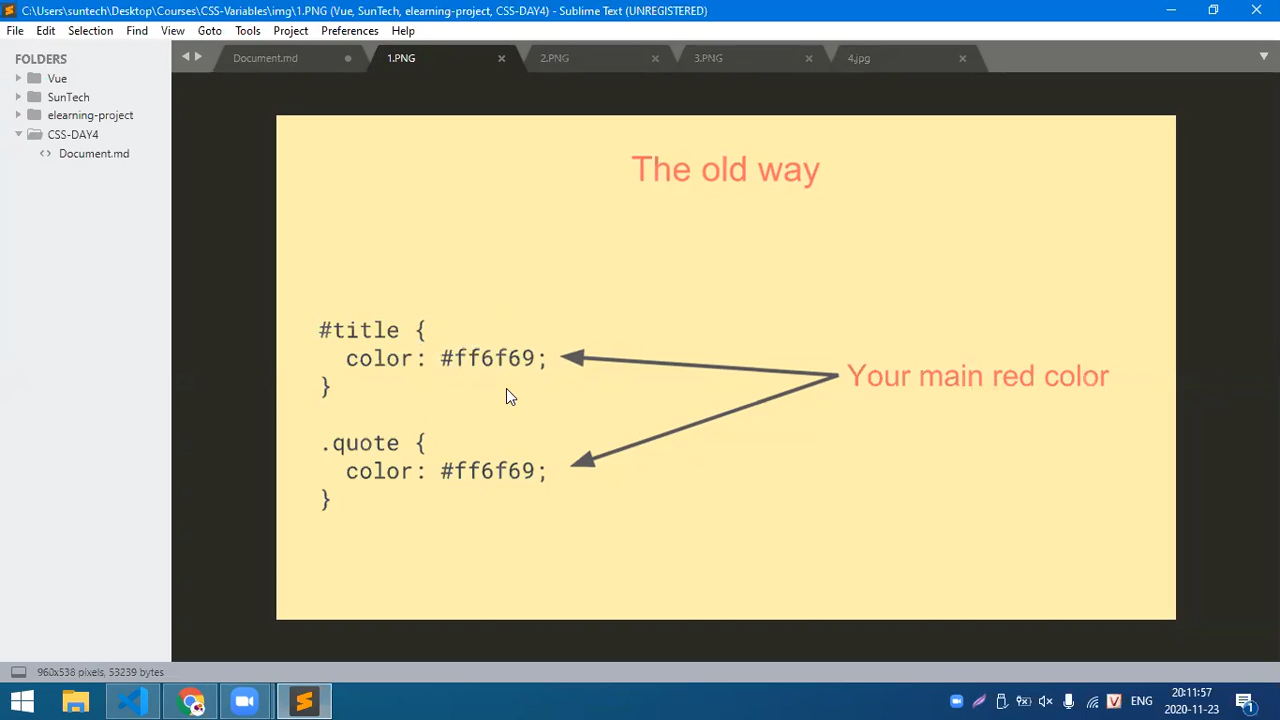 C:\Users\suntech\Desktop\Courses\CSS-Variables\img\1.PNG (Vue, SunTech, elearning-project, CSS-DAY4) - Sublime Text (UNREGISTERED)
File Edit Selection Find View Goto Tools Project Preferences Help
FOLDERS
Vue
SunTech
elearning-project
CSS-DAY4
Document.md
Document.md 1.PNG 2.PNG 3.PNG 4.jpg
The old way
#title {
color: #ff6f69;
}
.quote {
color: #ff6f69;
}
Your main red color
960x538 pixels, 53239 bytes
ENG
20:11:57
2020-11-23
1